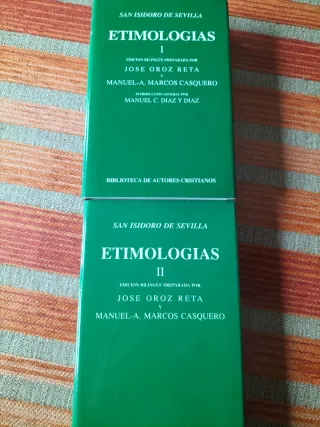 SAN ISIDORO DE SEVILLA
ETIMOLOGIAS
I
EDICION BILINGÜE PREPARADA POR
JOSE OROZ RETA
Y
MANUEL-A. MARCOS CASQUERO
INTRODUCCION GENERAL POR
MANUEL C. DIAZ Y DIAZ
BIBLIOTECA DE AUTORES CRISTIANOS
SAN ISIDORO DE SEVILLA
ETIMOLOGIAS
II
EDICION BILINGÜE PREPARADA POR
JOSE OROZ RETA
Y
MANUEL-A. MARCOS CASQUERO